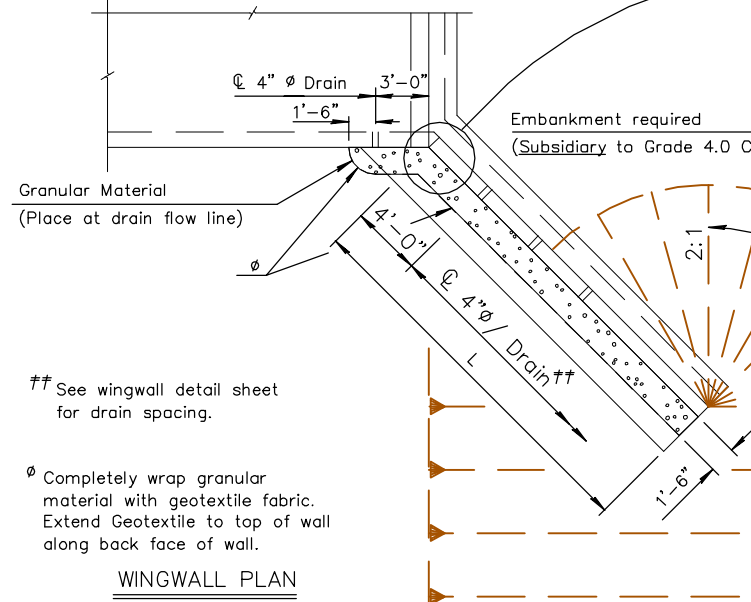 ℄ 4" ø Drain
3'-0"
1'-6"
Embankment required
(Subsidiary to Grade 4.0 C
Granular Material
(Place at drain flow line)
ø
4'-0"
℄ 4"ø Drain ‡‡
L
2:1
1'-6"
‡‡ See wingwall detail sheet
for drain spacing.
ø Completely wrap granular
material with geotextile fabric.
Extend Geotextile to top of wall
along back face of wall.
WINGWALL PLAN